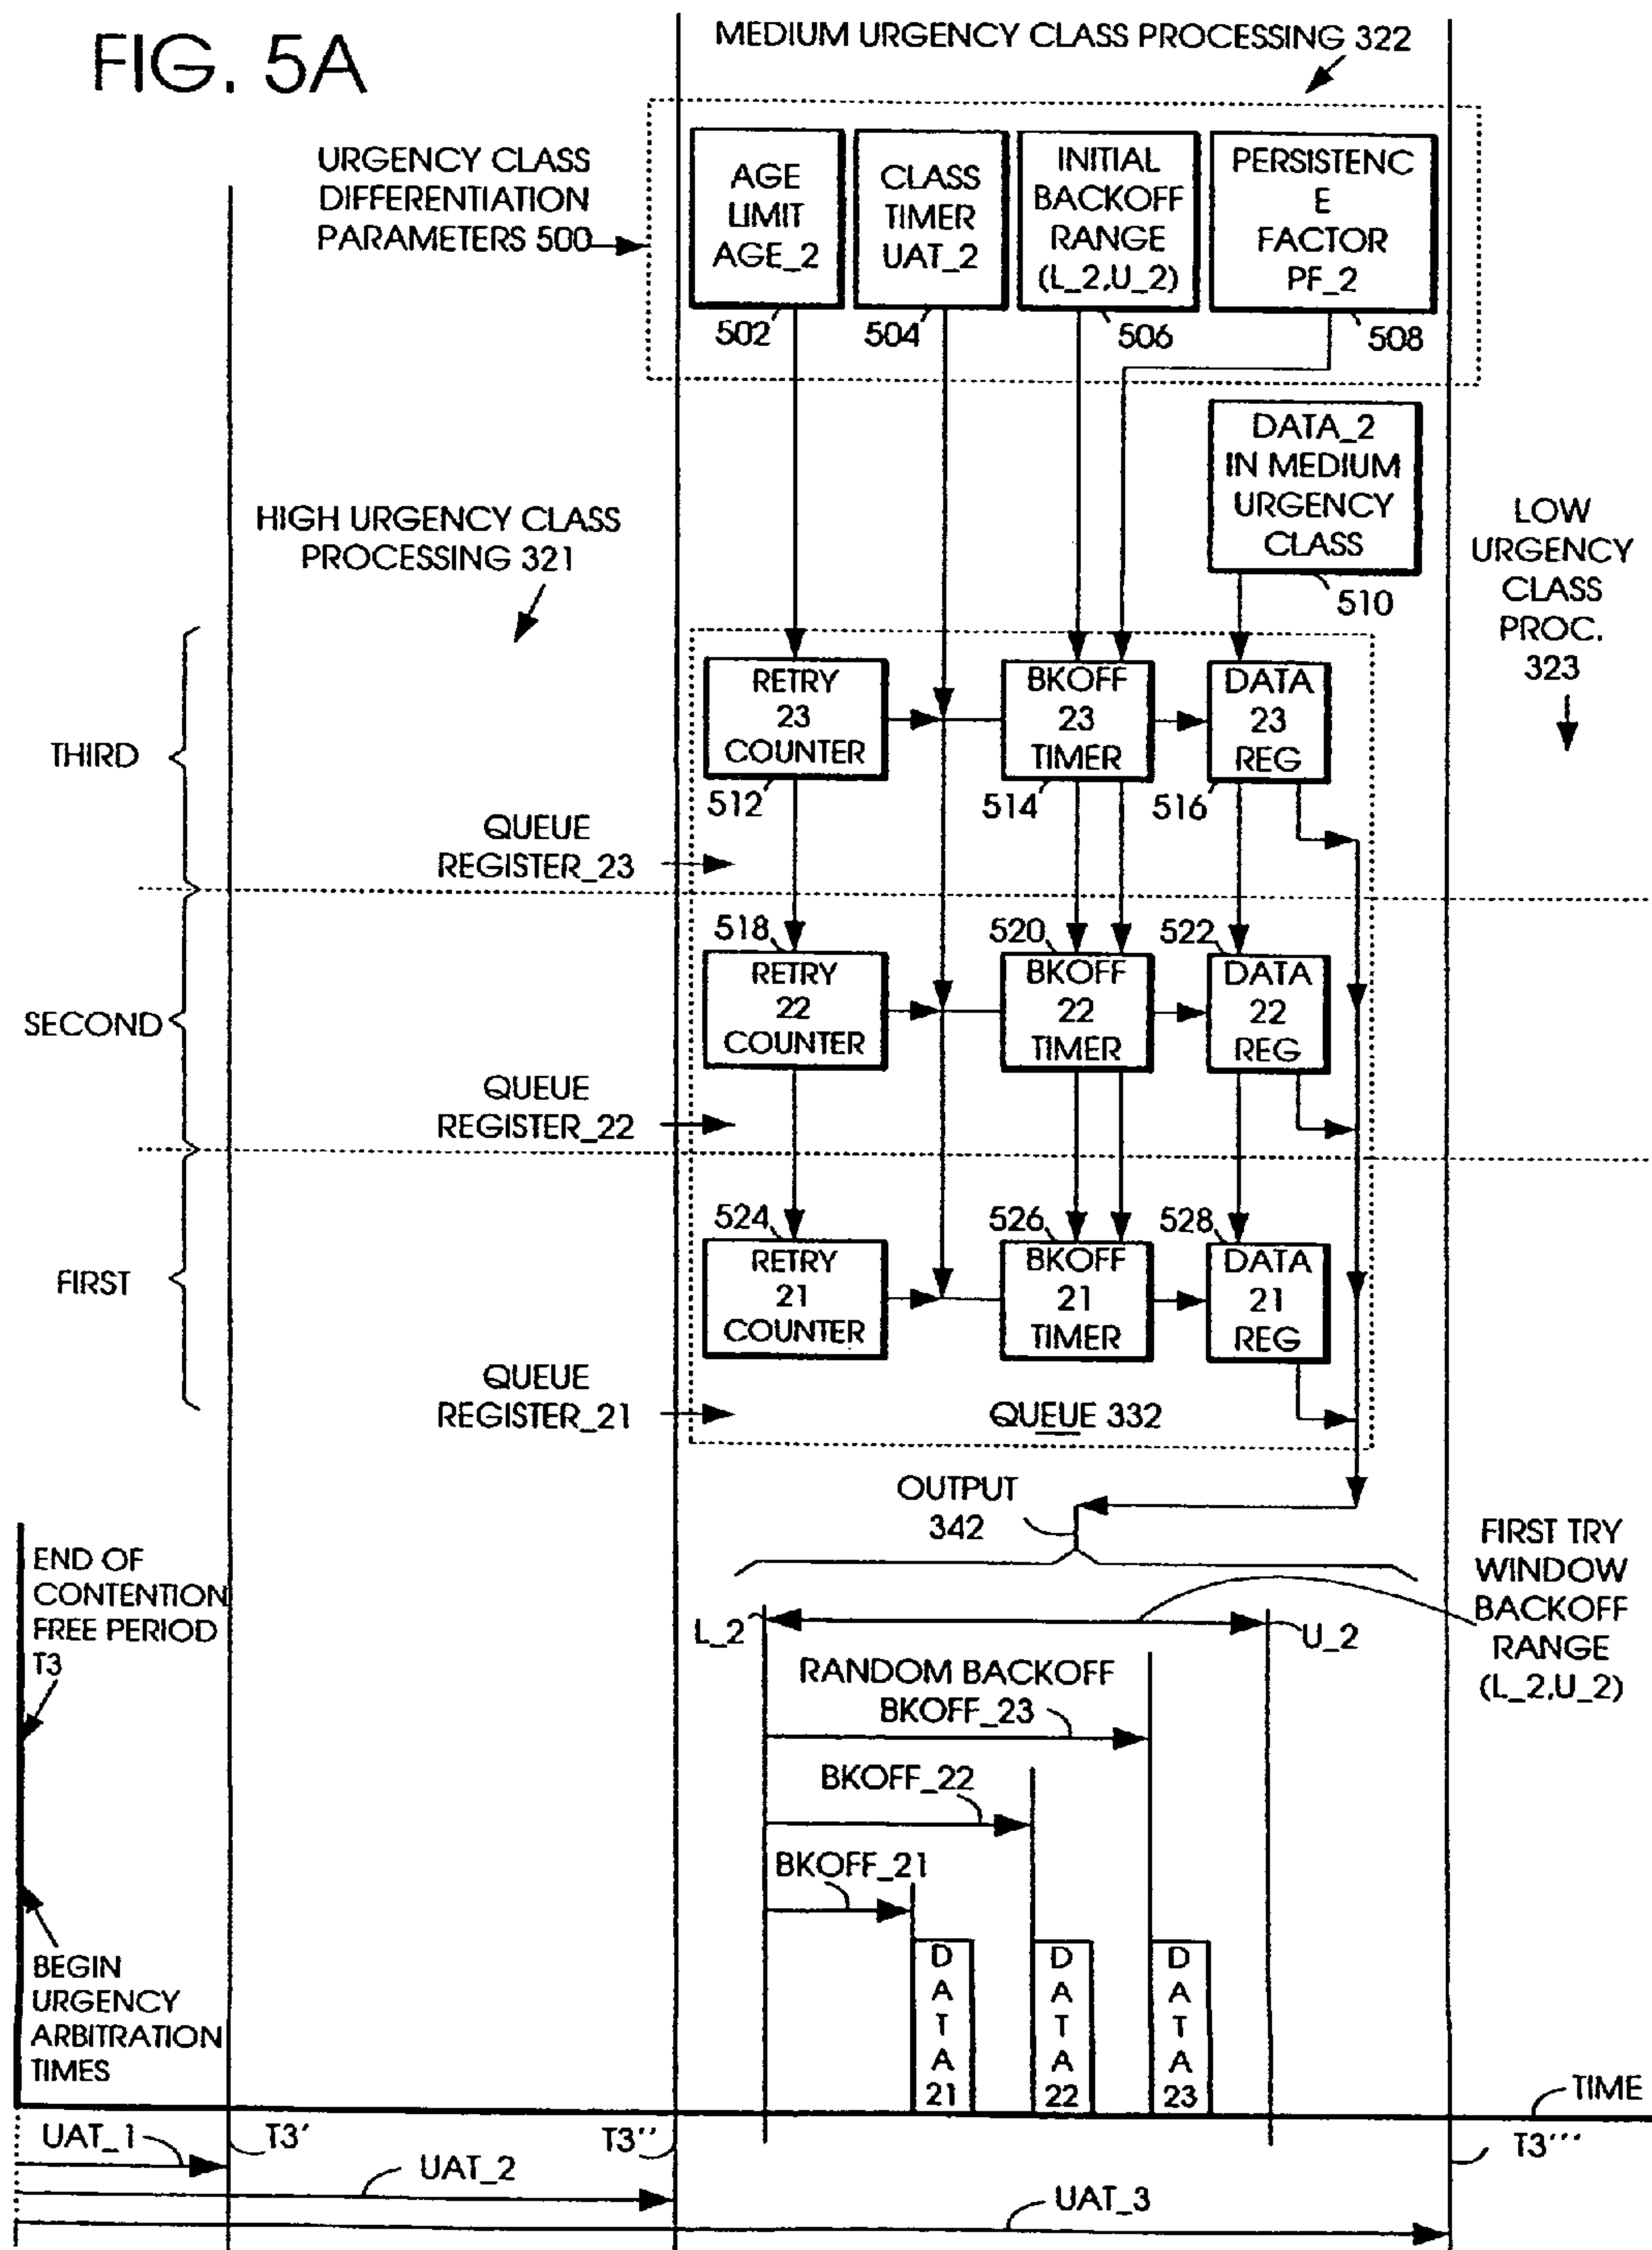 FIG. 5A
MEDIUM URGENCY CLASS PROCESSING 322
URGENCY CLASS
DIFFERENTIATION
PARAMETERS 500
AGE
LIMIT
AGE_2
502
CLASS
TIMER
UAT_2
504
INITIAL
BACKOFF
RANGE
(L_2,U_2)
506
PERSISTENC
E
FACTOR
PF_2
508
DATA_2
IN MEDIUM
URGENCY
CLASS
510
HIGH URGENCY CLASS
PROCESSING 321
LOW
URGENCY
CLASS
PROC.
323
THIRD
RETRY
23
COUNTER
512
BKOFF
23
TIMER
514
DATA
23
REG
516
QUEUE
REGISTER_23
SECOND
518
RETRY
22
COUNTER
520
BKOFF
22
TIMER
522
DATA
22
REG
QUEUE
REGISTER_22
FIRST
524
RETRY
21
COUNTER
526
BKOFF
21
TIMER
528
DATA
21
REG
QUEUE
REGISTER_21
QUEUE 332
OUTPUT
342
FIRST TRY
WINDOW
BACKOFF
RANGE
(L_2,U_2)
END OF
CONTENTION
FREE PERIOD
T3
L_2
U_2
RANDOM BACKOFF
BKOFF_23
BKOFF_22
BKOFF_21
BEGIN
URGENCY
ARBITRATION
TIMES
D
A
T
A
21
D
A
T
A
22
D
A
T
A
23
TIME
UAT_1
T3'
T3''
T3'''
UAT_2
UAT_3